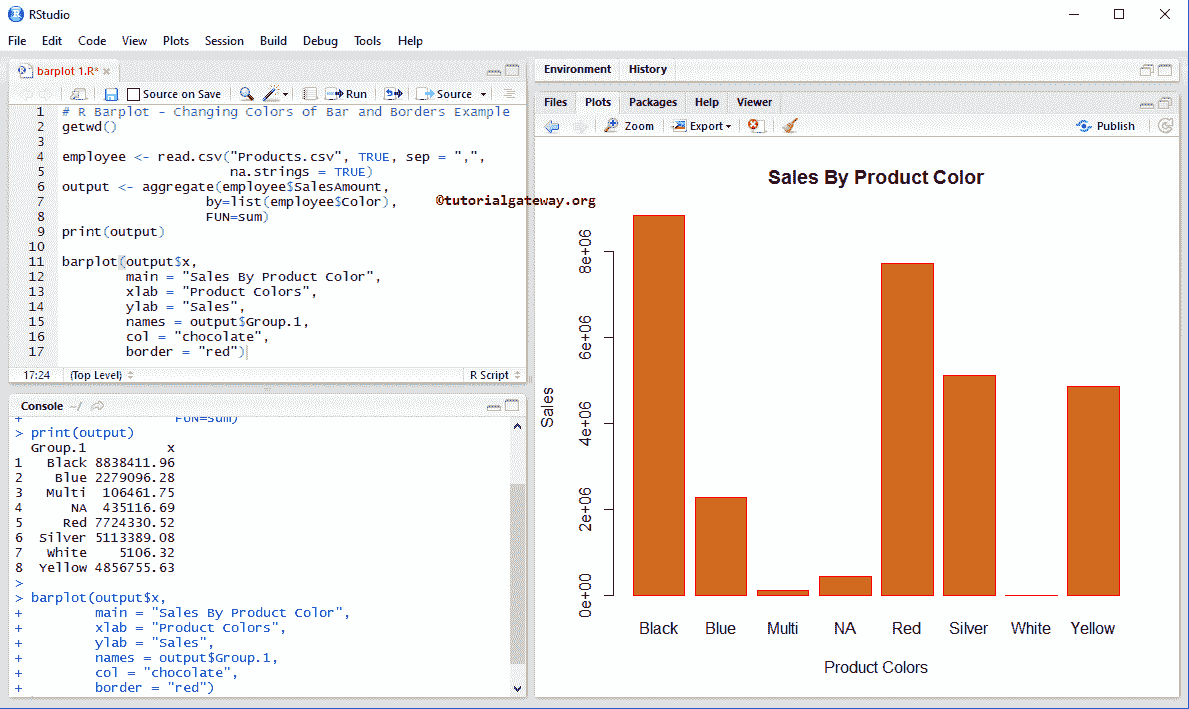 RStudio
File Edit Code View Plots Session Build Debug Tools Help
barplot 1.R*
Source on Save Run Source
1 # R Barplot - Changing Colors of Bar and Borders Example
2 getwd()
3
4 employee <- read.csv("Products.csv", TRUE, sep = ",",
5 na.strings = TRUE)
6 output <- aggregate(employee$SalesAmount,
7 by=list(employee$Color),
8 FUN=sum)
9 print(output)
10
11 barplot(output$x,
12 main = "Sales By Product Color",
13 xlab = "Product Colors",
14 ylab = "Sales",
15 names = output$Group.1,
16 col = "chocolate",
17 border = "red")
17:24 (Top Level) R Script
©tutorialgateway.org
Console ~/
+ FUN=sum)
> print(output)
Group.1 x
1 Black 8838411.96
2 Blue 2279096.28
3 Multi 106461.75
4 NA 435116.69
5 Red 7724330.52
6 Silver 5113389.08
7 White 5106.32
8 Yellow 4856755.63
>
> barplot(output$x,
+ main = "Sales By Product Color",
+ xlab = "Product Colors",
+ ylab = "Sales",
+ names = output$Group.1,
+ col = "chocolate",
+ border = "red")
Environment History
Files Plots Packages Help Viewer
Zoom Export Publish
Sales By Product Color
8e+06
6e+06
4e+06
2e+06
0e+00
Sales
Black Blue Multi NA Red Silver White Yellow
Product Colors